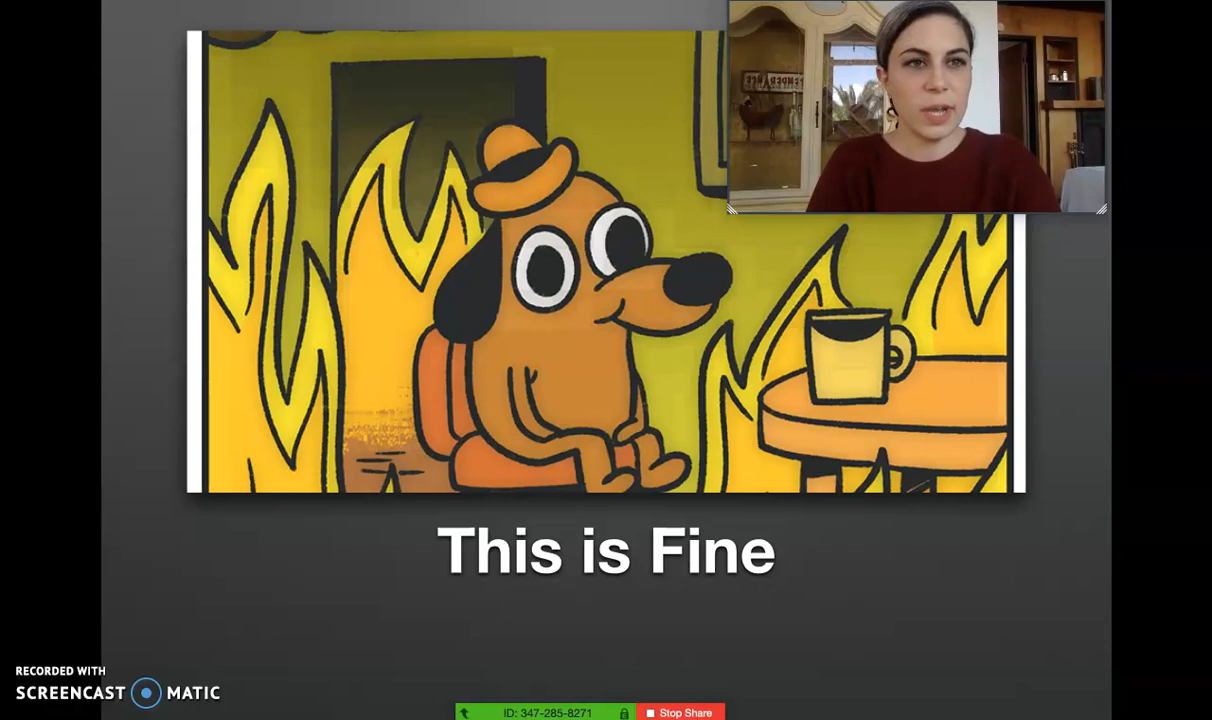 This is Fine
RECORDED WITH
SCREENCAST MATIC
ID: 347-285-8271
Stop Share